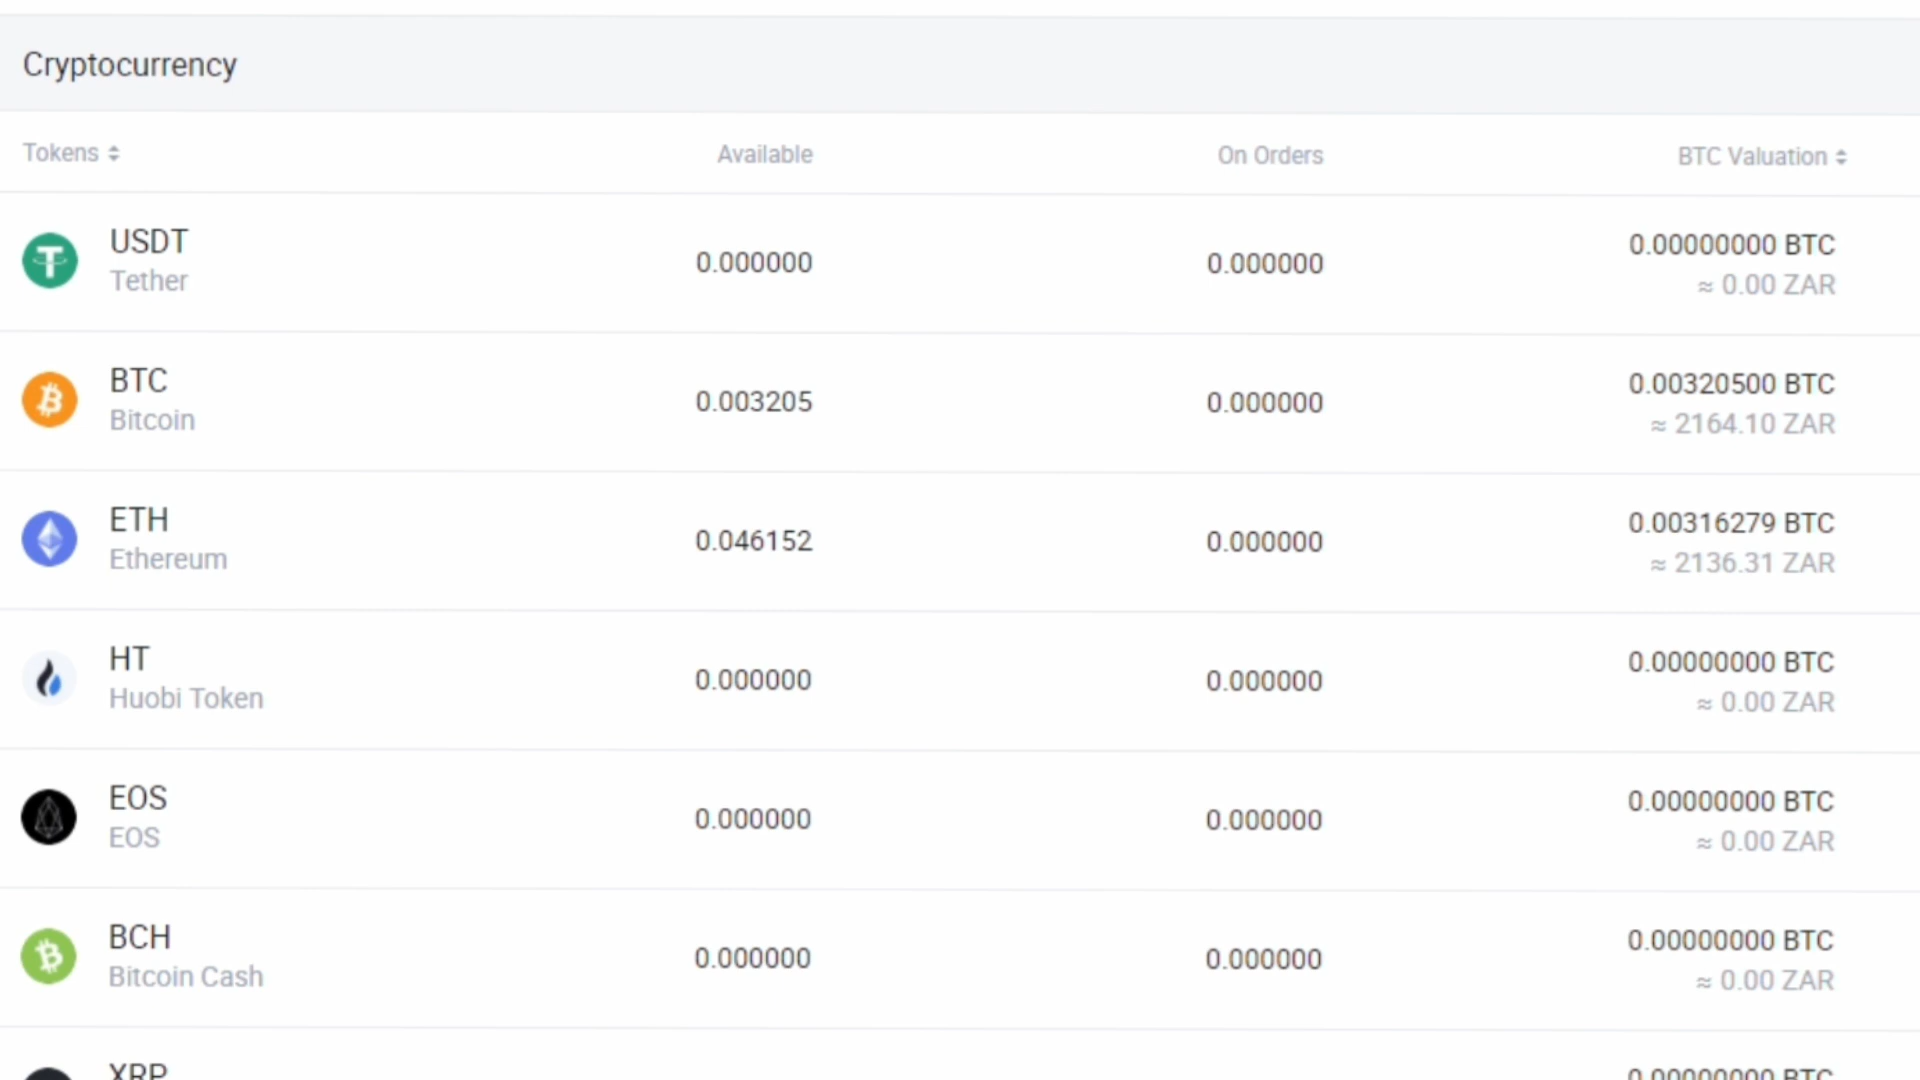 Cryptocurrency
Tokens Available On Orders BTC Valuation
USDT 0.000000 0.000000 0.00000000 BTC
Tether ≈ 0.00 ZAR
BTC 0.003205 0.000000 0.00320500 BTC
Bitcoin ≈ 2164.10 ZAR
ETH 0.046152 0.000000 0.00316279 BTC
Ethereum ≈ 2136.31 ZAR
HT 0.000000 0.000000 0.00000000 BTC
Huobi Token ≈ 0.00 ZAR
EOS 0.000000 0.000000 0.00000000 BTC
EOS ≈ 0.00 ZAR
BCH 0.000000 0.000000 0.00000000 BTC
Bitcoin Cash ≈ 0.00 ZAR
XRP 0.00000000 BTC